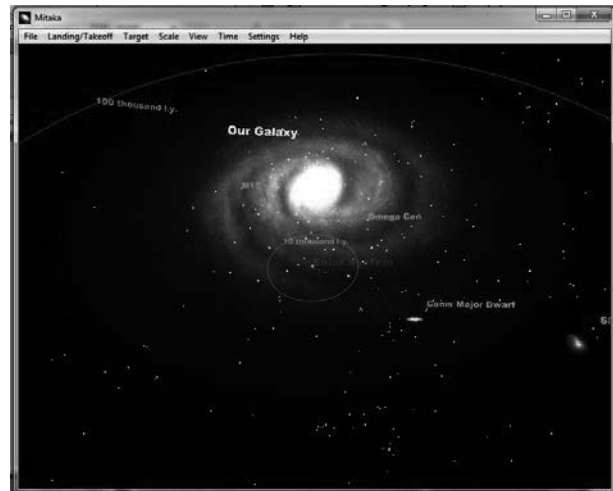 Mitaka
File Landing/Takeoff Target Scale View Time Settings Help
100 thousand l.y.
Our Galaxy
Omega Cen
10 thousand l.y.
Canis Major Dwarf